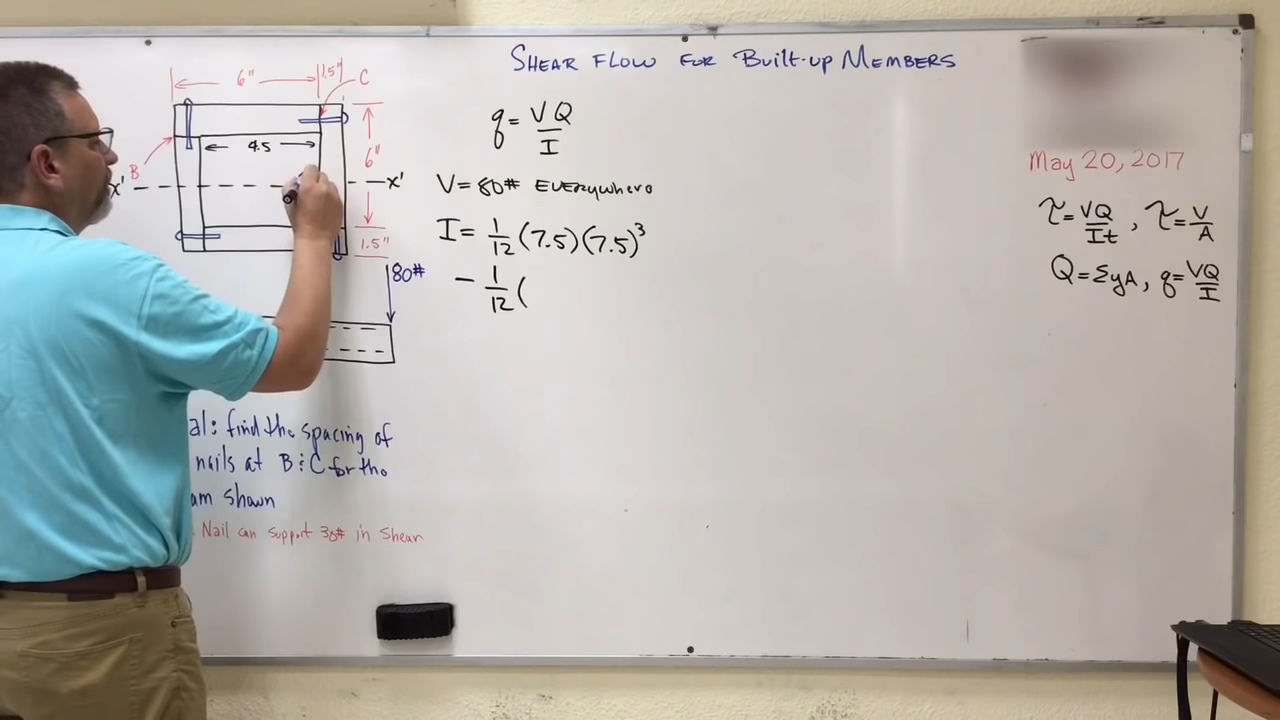 SHEAR FLOW FOR Built-up MEMBERS
6" 1.5" C
q = VQ/I
4.5
6"
B
x' x'
1.5"
80#
V = 80# EVERYwhere
I = 1/12 (7.5)(7.5)³
- 1/12 (
al: find the spacing of
nails at B & C for the
am shown
. Nail can support 30# in shear
May 20, 2017
τ = VQ/It , τ = V/A
Q = ΣyA, q = VQ/I